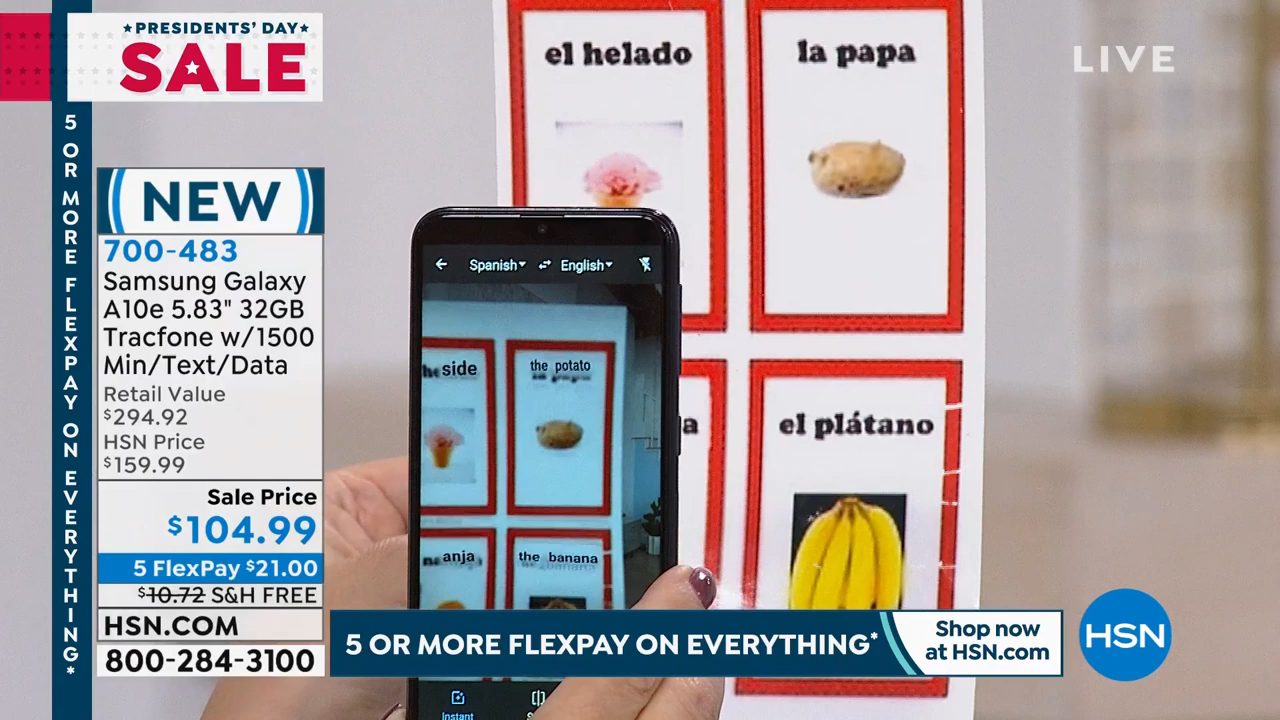 PRESIDENTS' DAY
SALE
5 OR MORE FLEXPAY ON EVERYTHING*
NEW
700-483
Samsung Galaxy
A10e 5.83" 32GB
Tracfone w/1500
Min/Text/Data
Retail Value
$294.92
HSN Price
$159.99
Sale Price
$104.99
5 FlexPay $21.00
$10.72 S&H FREE
HSN.COM
800-284-3100
LIVE
el helado
la papa
el plátano
Spanish
English
side
the potato
anja
the banana
Instant
5 OR MORE FLEXPAY ON EVERYTHING*
Shop now
at HSN.com
HSN